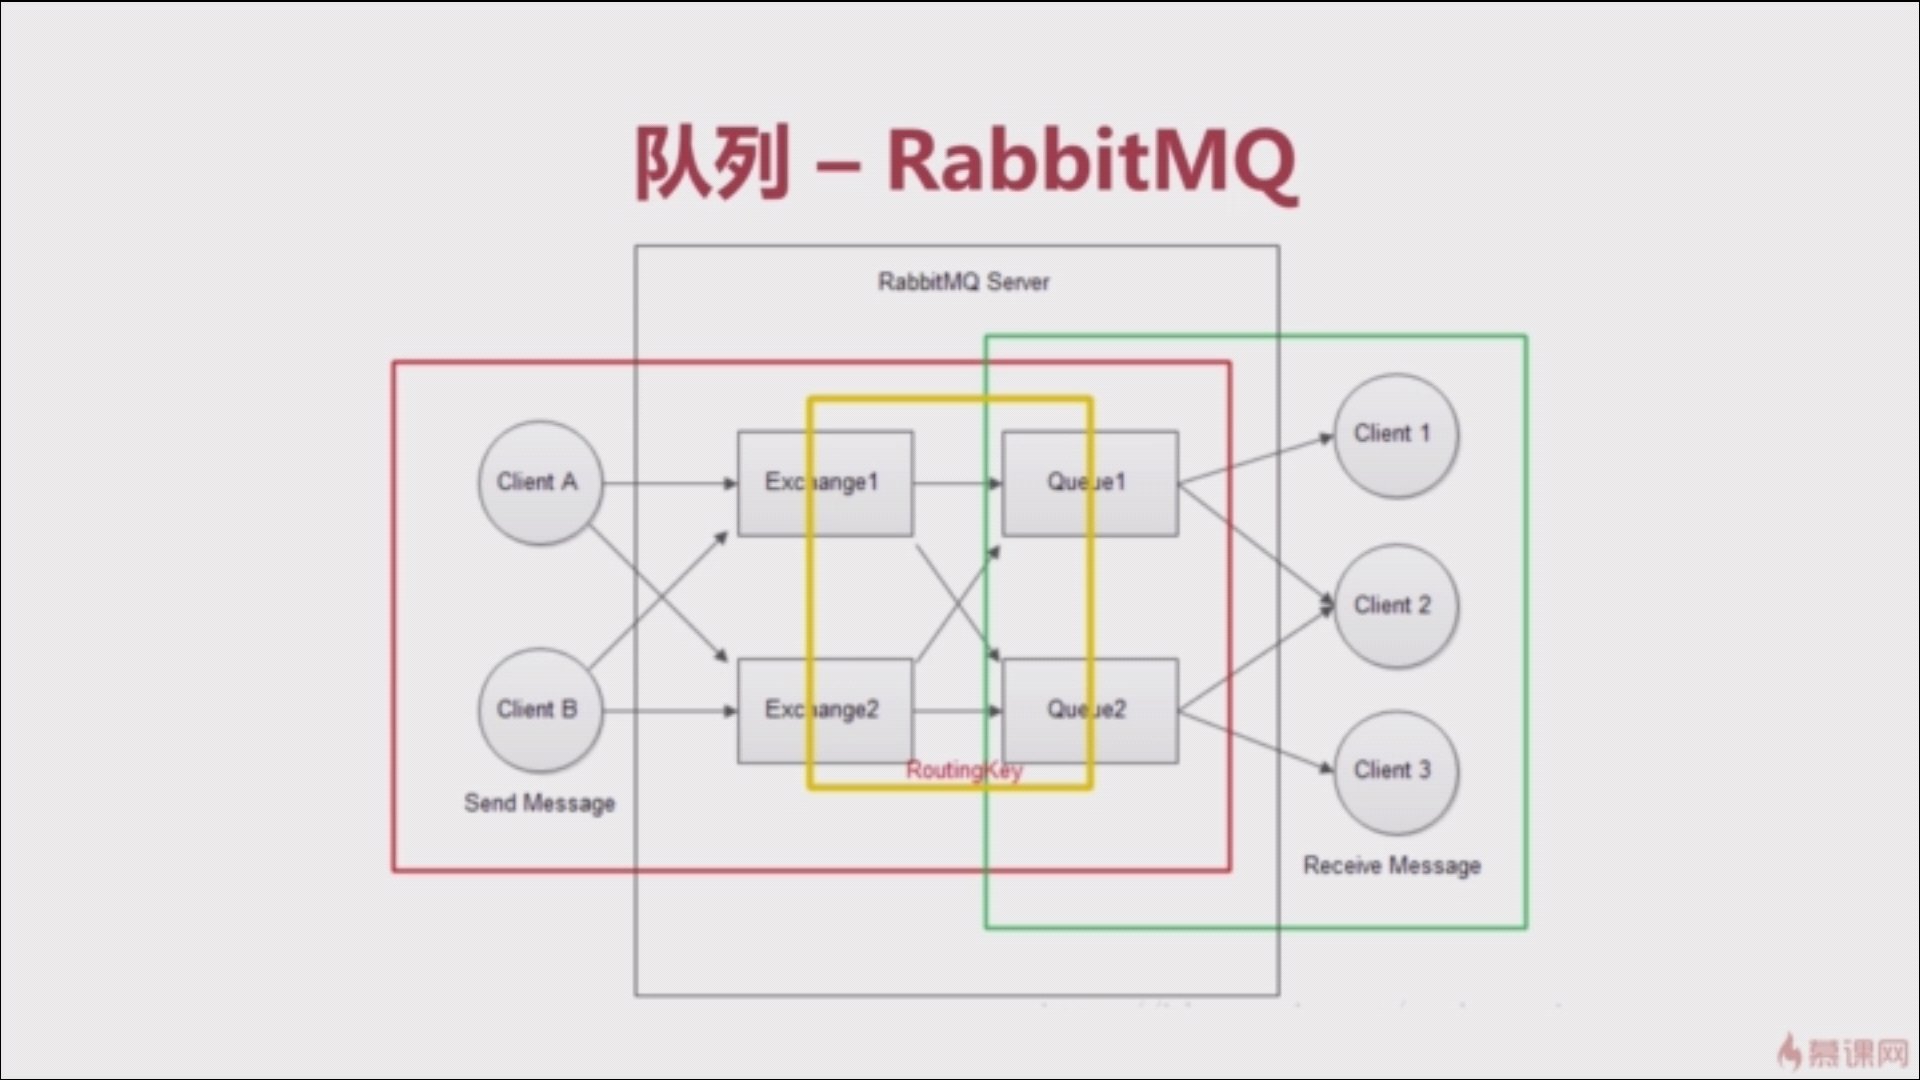 队列 – RabbitMQ
RabbitMQ Server
Client A
Exchange1
Queue1
Client 1
Client 2
Client B
Exchange2
Queue2
Client 3
RoutingKey
Send Message
Receive Message
慕课网